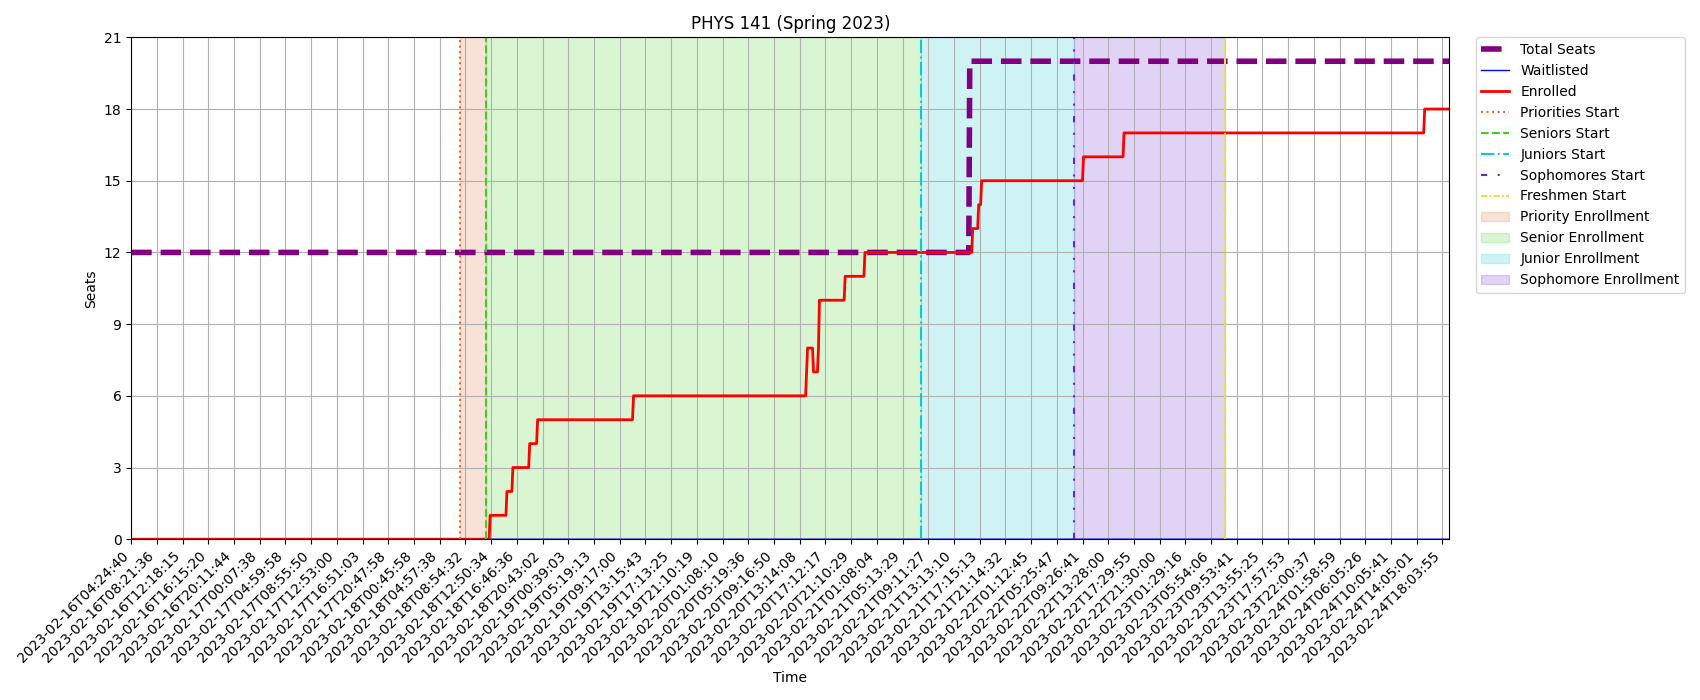 PHYS 141 (Spring 2023)
21
18
15
12
9
6
3
0
Seats
2023-02-16T04:24:40
2023-02-16T08:21:36
2023-02-16T12:18:15
2023-02-16T16:15:20
2023-02-16T20:11:44
2023-02-17T00:07:38
2023-02-17T04:59:58
2023-02-17T08:55:50
2023-02-17T12:53:00
2023-02-17T16:51:03
2023-02-17T20:47:58
2023-02-18T00:45:58
2023-02-18T04:57:38
2023-02-18T08:54:32
2023-02-18T12:50:34
2023-02-18T16:46:36
2023-02-18T20:43:02
2023-02-19T00:39:03
2023-02-19T05:19:13
2023-02-19T09:17:00
2023-02-19T13:15:43
2023-02-19T17:13:25
2023-02-19T21:10:19
2023-02-20T01:08:10
2023-02-20T05:19:36
2023-02-20T09:16:50
2023-02-20T13:14:08
2023-02-20T17:12:17
2023-02-20T21:10:29
2023-02-21T01:08:04
2023-02-21T05:13:29
2023-02-21T09:11:27
2023-02-21T13:13:10
2023-02-21T17:15:13
2023-02-21T21:14:32
2023-02-22T01:12:45
2023-02-22T05:25:47
2023-02-22T09:26:41
2023-02-22T13:28:00
2023-02-22T17:29:55
2023-02-22T21:30:00
2023-02-23T01:29:16
2023-02-23T05:54:06
2023-02-23T09:53:41
2023-02-23T13:55:25
2023-02-23T17:57:53
2023-02-23T22:00:37
2023-02-24T01:58:59
2023-02-24T06:05:26
2023-02-24T10:05:41
2023-02-24T14:05:01
2023-02-24T18:03:55
Time
Total Seats
Waitlisted
Enrolled
Priorities Start
Seniors Start
Juniors Start
Sophomores Start
Freshmen Start
Priority Enrollment
Senior Enrollment
Junior Enrollment
Sophomore Enrollment